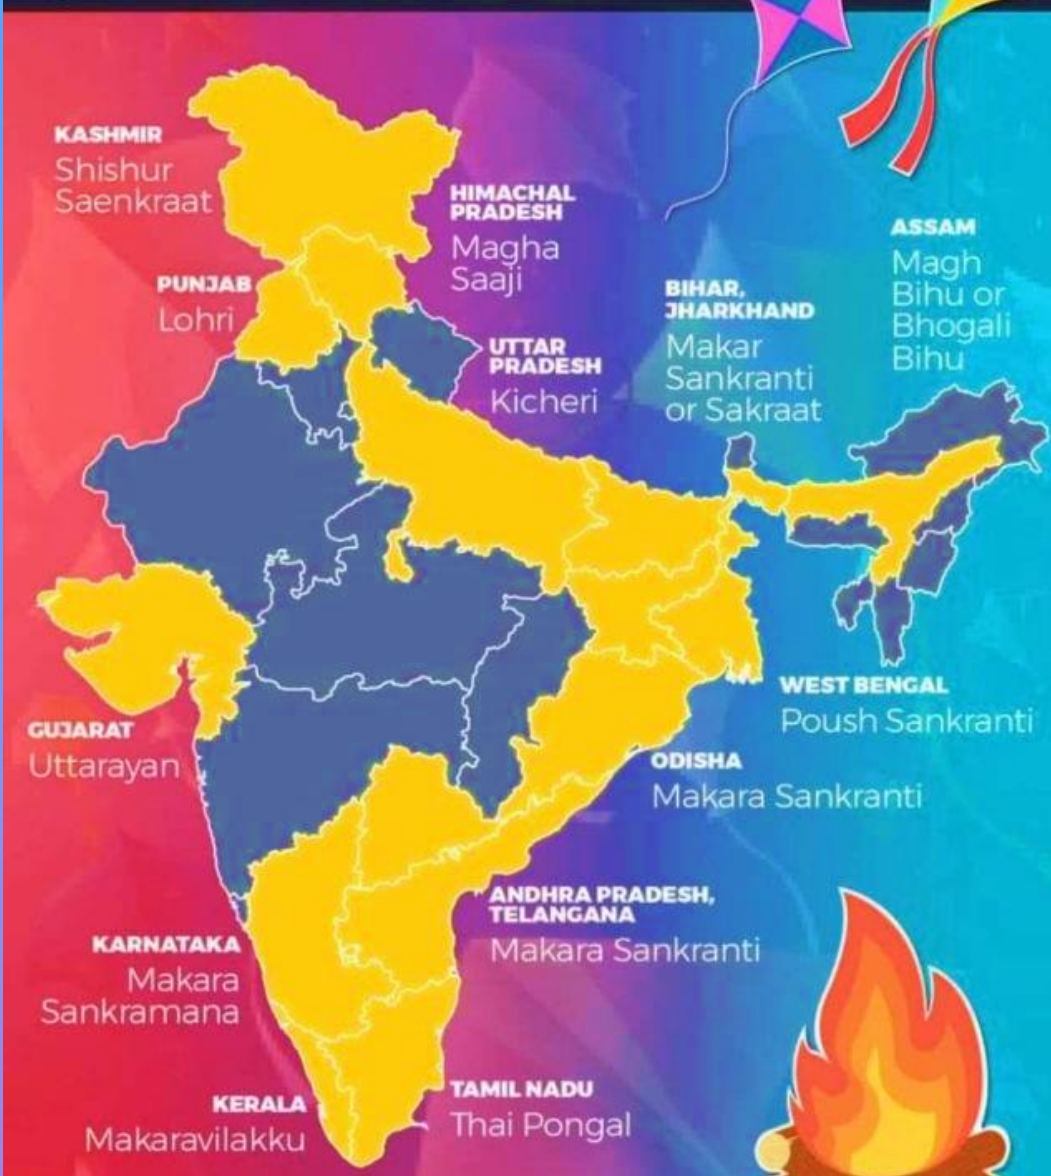 KASHMIR
Shishur
Saenkraat
HIMACHAL
PRADESH
Magha
Saaji
PUNJAB
Lohri
UTTAR
PRADESH
Kicheri
BIHAR,
JHARKHAND
Makar
Sankranti
or Sakraat
ASSAM
Magh
Bihu or
Bhogali
Bihu
GUJARAT
Uttarayan
WEST BENGAL
Poush Sankranti
ODISHA
Makara Sankranti
ANDHRA PRADESH,
TELANGANA
Makara Sankranti
KARNATAKA
Makara
Sankramana
KERALA
Makaravilakku
TAMIL NADU
Thai Pongal